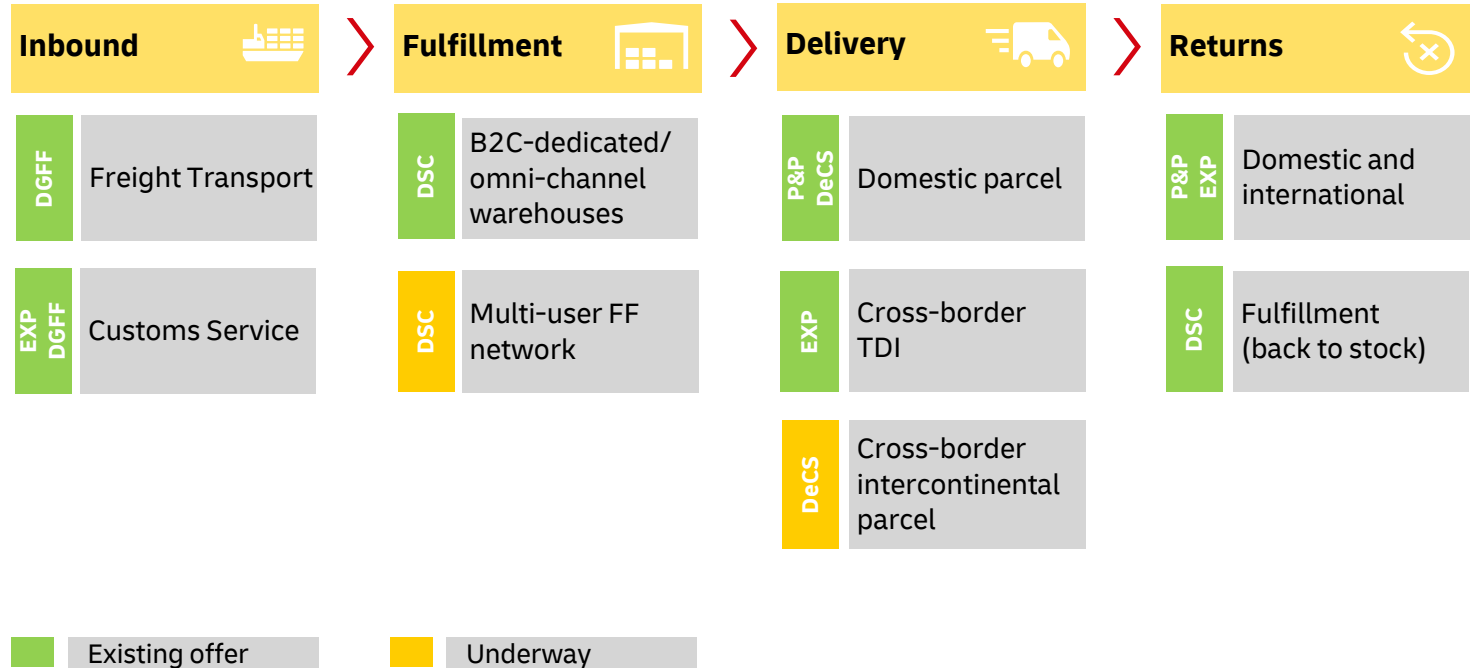 Inbound
Fulfillment
Delivery
Returns
DGFF
Freight Transport
EXP
DGFF
Customs Service
DSC
B2C-dedicated/
omni-channel
warehouses
DSC
Multi-user FF
network
P&P
DeCS
Domestic parcel
EXP
Cross-border
TDI
DeCS
Cross-border
intercontinental
parcel
P&P
EXP
Domestic and
international
DSC
Fulfillment
(back to stock)
Existing offer
Underway